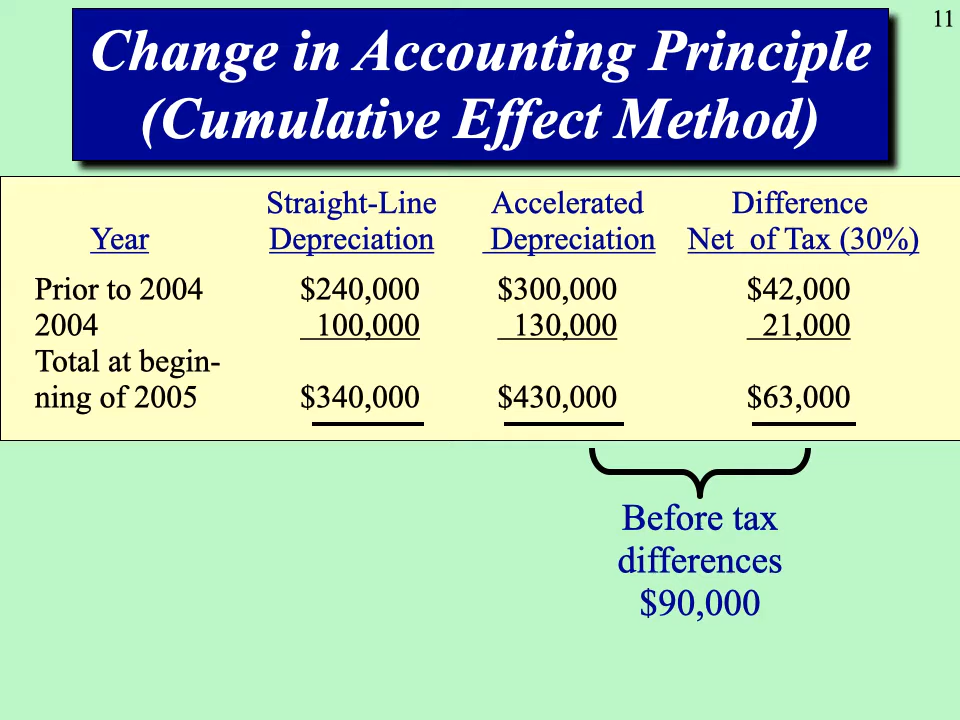 11
Change in Accounting Principle
(Cumulative Effect Method)
Straight-Line Accelerated Difference
Year Depreciation Depreciation Net of Tax (30%)
Prior to 2004 $240,000 $300,000 $42,000
2004 100,000 130,000 21,000
Total at begin-
ning of 2005 $340,000 $430,000 $63,000
Before tax
differences
$90,000